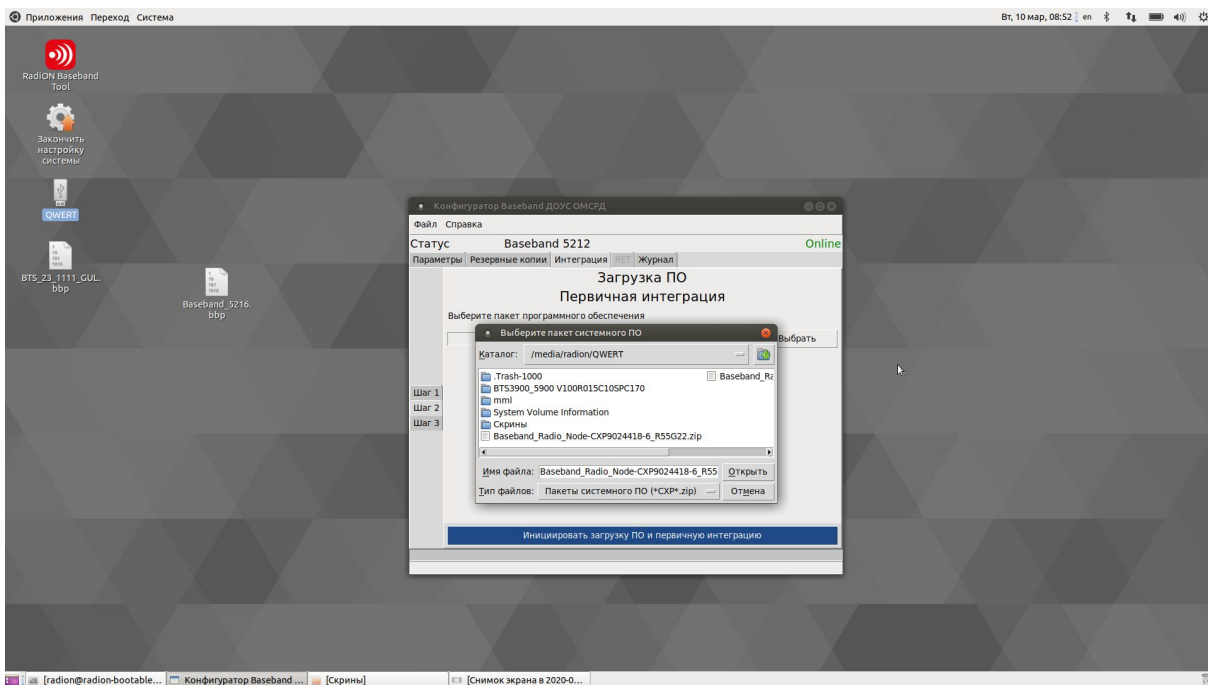 Приложения Переход Система
Вт, 10 мар, 08:52 en
RadiON Baseband
Tool
Закончить
настройку
системы
QWERT
BTS_23_1111_GUL.
bbp
Baseband_5216.
bbp
Конфигуратор Baseband ДОУС ОМСРД
Файл Справка
Статус Baseband 5212 Online
Параметры Резервные копии Интеграция RET Журнал
Загрузка ПО
Первичная интеграция
Выберите пакет программного обеспечения
Выбрать
Шаг 1
Шаг 2
Шаг 3
Выберите пакет системного ПО
Каталог: /media/radion/QWERT
.Trash-1000
BTS3900_5900 V100R015C10SPC170
mml
System Volume Information
Скрины
Baseband_Radio_Node-CXP9024418-6_R55G22.zip
Baseband_Ra
Имя файла: Baseband_Radio_Node-CXP9024418-6_R55 Открыть
Тип файлов: Пакеты системного ПО (*CXP*.zip) Отмена
Инициировать загрузку ПО и первичную интеграцию
[radion@radion-bootable... Конфигуратор Baseband ... [Скрины] [Снимок экрана в 2020-0...